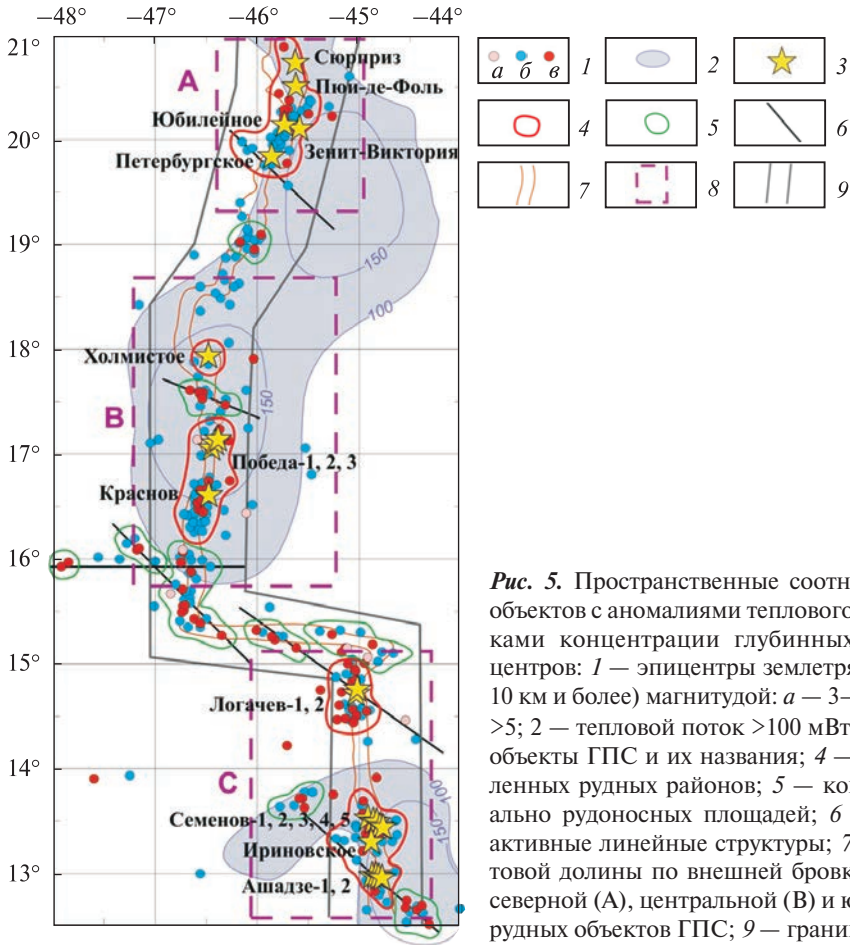 −48° −47° −46° −45° −44°
21°
20°
19°
18°
17°
16°
15°
14°
13°
A
Сюрприз
Пюи-де-Фоль
Юбилейное
Зенит-Виктория
Петербургское
150
100
Холмистое
B
150
Победа-1, 2, 3
Краснов
Логачев-1, 2
C
100
150
Семенов-1, 2, 3, 4, 5
Ириновское
Ашадзе-1, 2
а б в 1
2
3
4
5
6
7
8
9
Рис. 5. Пространственные соотн
объектов с аномалиями теплового
ками концентрации глубинных
центров: 1 — эпицентры землетря
10 км и более) магнитудой: а — 3–
>5; 2 — тепловой поток >100 мВт
объекты ГПС и их названия; 4 —
ленных рудных районов; 5 — ко
ально рудоносных площадей; 6
активные линейные структуры; 7
товой долины по внешней бровк
северной (А), центральной (В) и ю
рудных объектов ГПС; 9 — грани